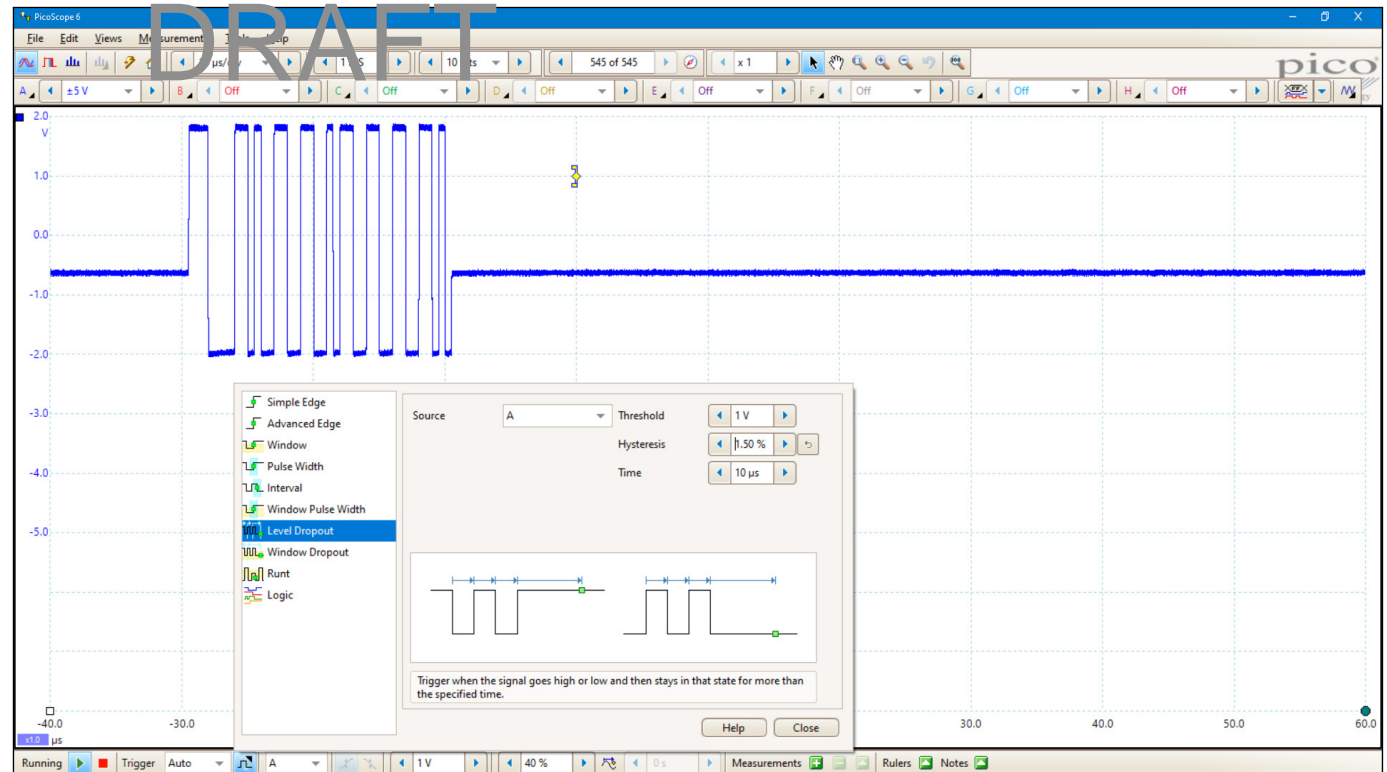 PicoScope 6
DRAFT
File Edit Views
A ±5 V B Off C Off D Off E Off F Off G Off H Off
545 of 545 x 1
pico
2.0
V
1.0
0.0
-1.0
-2.0
-3.0
-4.0
-5.0
Simple Edge
Advanced Edge
Window
Pulse Width
Interval
Window Pulse Width
Level Dropout
Window Dropout
Runt
Logic
Source A Threshold 1 V
Hysteresis 1.50 %
Time 10 µs
Trigger when the signal goes high or low and then stays in that state for more than
the specified time.
Help Close
-40.0 -30.0 30.0 40.0 50.0 60.0
x1.0 µs
Running Trigger Auto A 1 V 40 % 0 s Measurements Rulers Notes